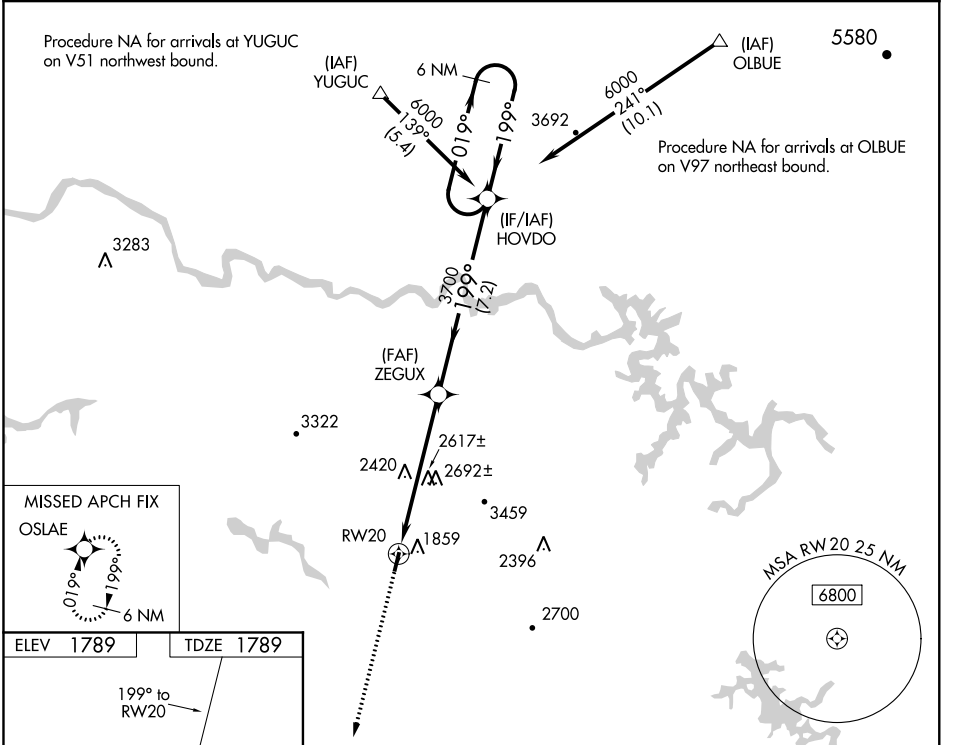 Procedure NA for arrivals at YUGUC
on V51 northwest bound.
(IAF)
YUGUC
6000
139°
(5.4)
6 NM
019°
199°
(IAF)
OLBUE
6000
241°
(10.1)
3692
5580
Procedure NA for arrivals at OLBUE
on V97 northeast bound.
(IF/IAF)
HOVDO
3283
3700
199°
(7.2)
(FAF)
ZEGUX
3322
2420
2617±
2692±
3459
RW20
1859
2396
2700
MISSED APCH FIX
OSLAE
019°
199°
6 NM
MSA RW20 25 NM
6800
ELEV 1789
TDZE 1789
199° to
RW20